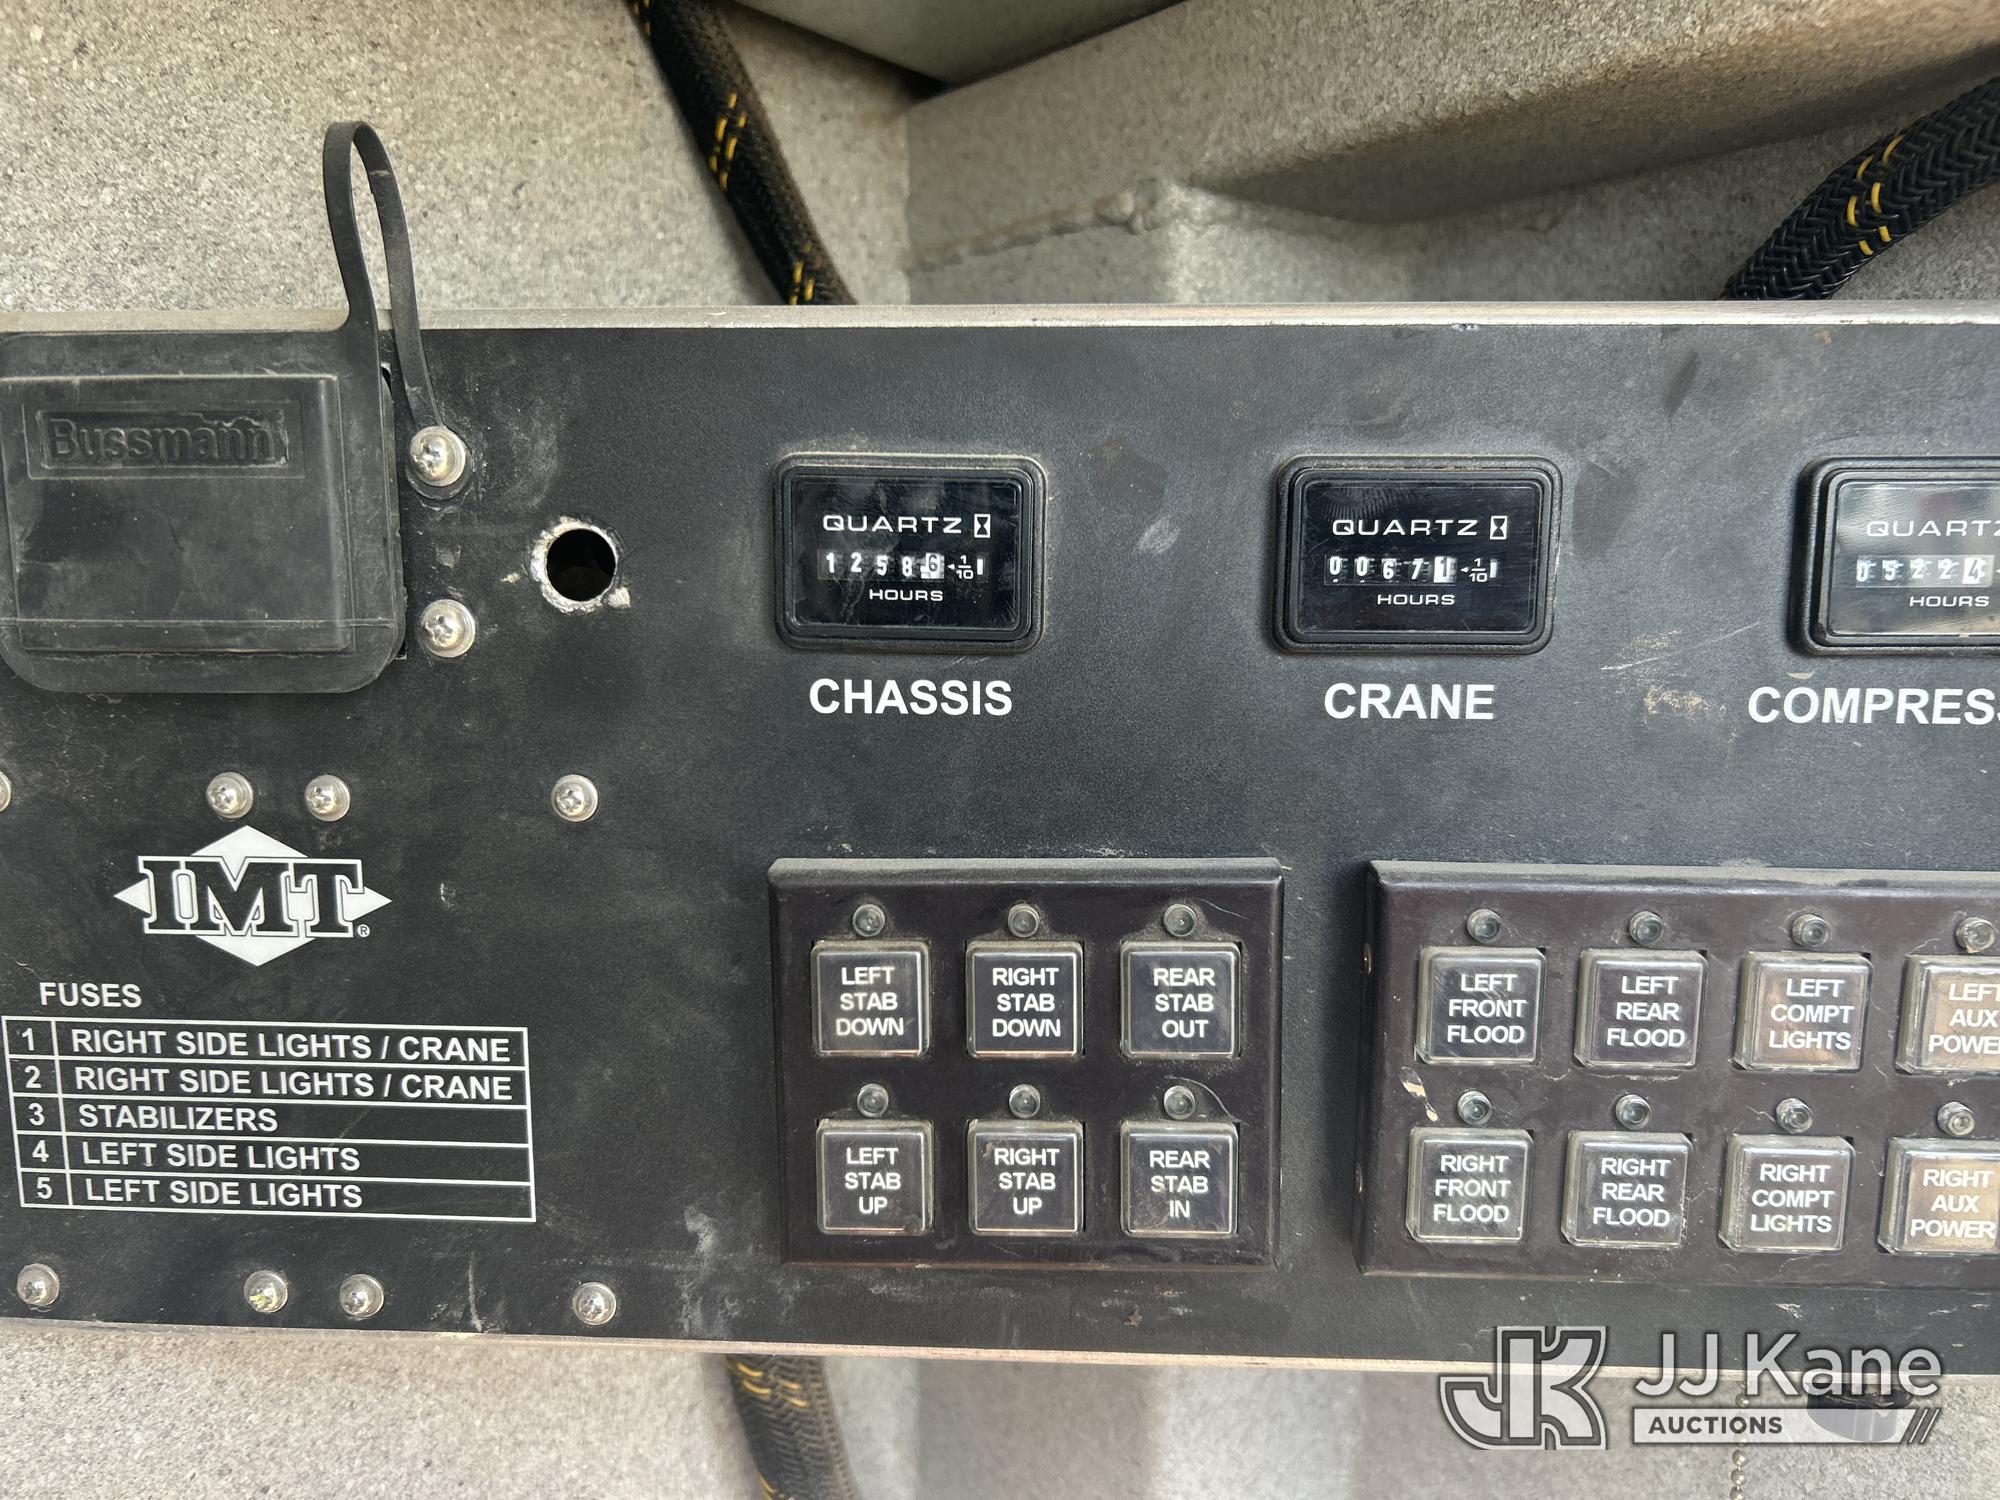 Bussmann
QUARTZ
12586 1/10
HOURS
CHASSIS
QUARTZ
00671 1/10
HOURS
CRANE
QUARTZ
05224
HOURS
COMPRESS
IMT®
FUSES
1 RIGHT SIDE LIGHTS / CRANE
2 RIGHT SIDE LIGHTS / CRANE
3 STABILIZERS
4 LEFT SIDE LIGHTS
5 LEFT SIDE LIGHTS
LEFT
STAB
DOWN
RIGHT
STAB
DOWN
REAR
STAB
OUT
LEFT
STAB
UP
RIGHT
STAB
UP
REAR
STAB
IN
LEFT
FRONT
FLOOD
LEFT
REAR
FLOOD
LEFT
COMPT
LIGHTS
LEFT
AUX
POWER
RIGHT
FRONT
FLOOD
RIGHT
REAR
FLOOD
RIGHT
COMPT
LIGHTS
RIGHT
AUX
POWER
JK
JJ Kane
AUCTIONS